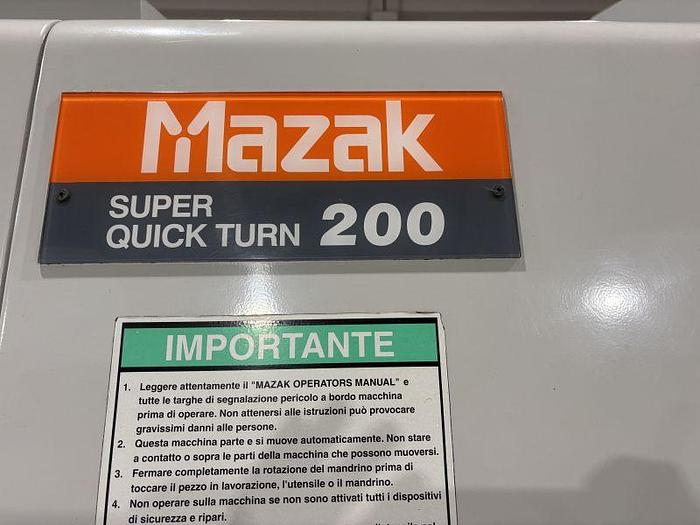 Mazak
SUPER
QUICK TURN 200
IMPORTANTE
1. Leggere attentamente il "MAZAK OPERATORS MANUAL" e
tutte le targhe di segnalazione pericolo a bordo macchina
prima di operare. Non attenersi alle istruzioni può provocare
gravissimi danni alle persone.
2. Questa macchina parte e si muove automaticamente. Non stare
a contatto o sopra le parti della macchina che possono muoversi.
3. Fermare completamente la rotazione del mandrino prima di
toccare il pezzo in lavorazione, l'utensile o il mandrino.
4. Non operare sulla macchina se non sono attivati tutti i dispositivi
di sicurezza e ripari.